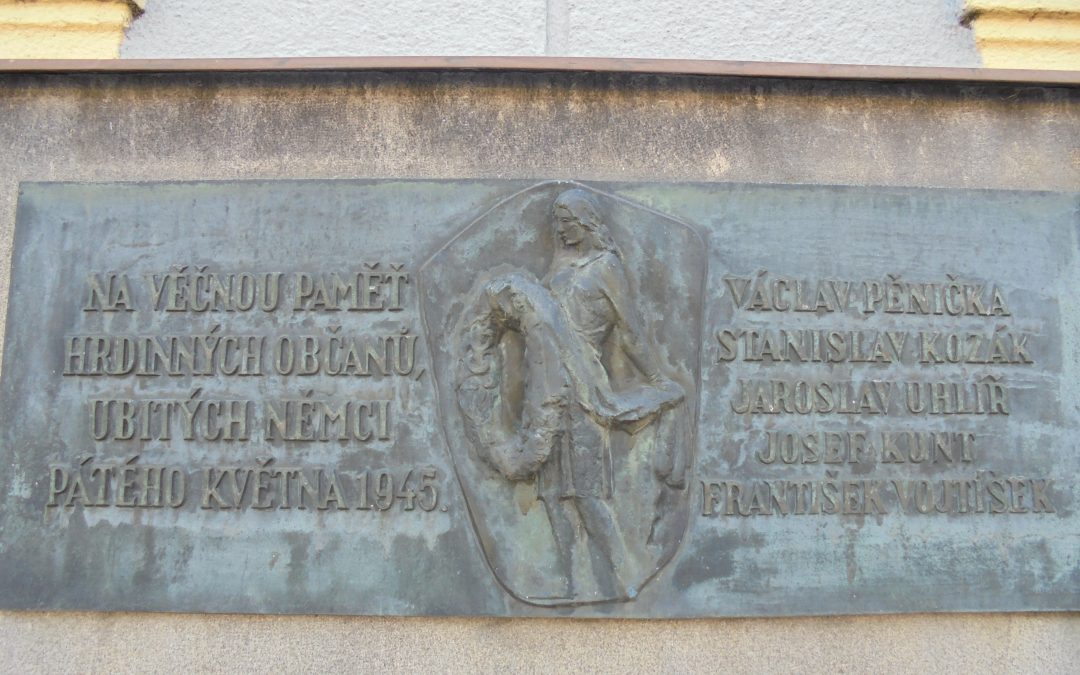 NA VĚČNOU PAMĚŤ
HRDINNÝCH OBČANŮ,
UBITÝCH NĚMCI
PÁTÉHO KVĚTNA 1945.
VÁCLAV PĚNIČKA
STANISLAV KOZÁK
JAROSLAV UHLÍŘ
JOSEF KUNT
FRANTIŠEK VOJTÍŠEK